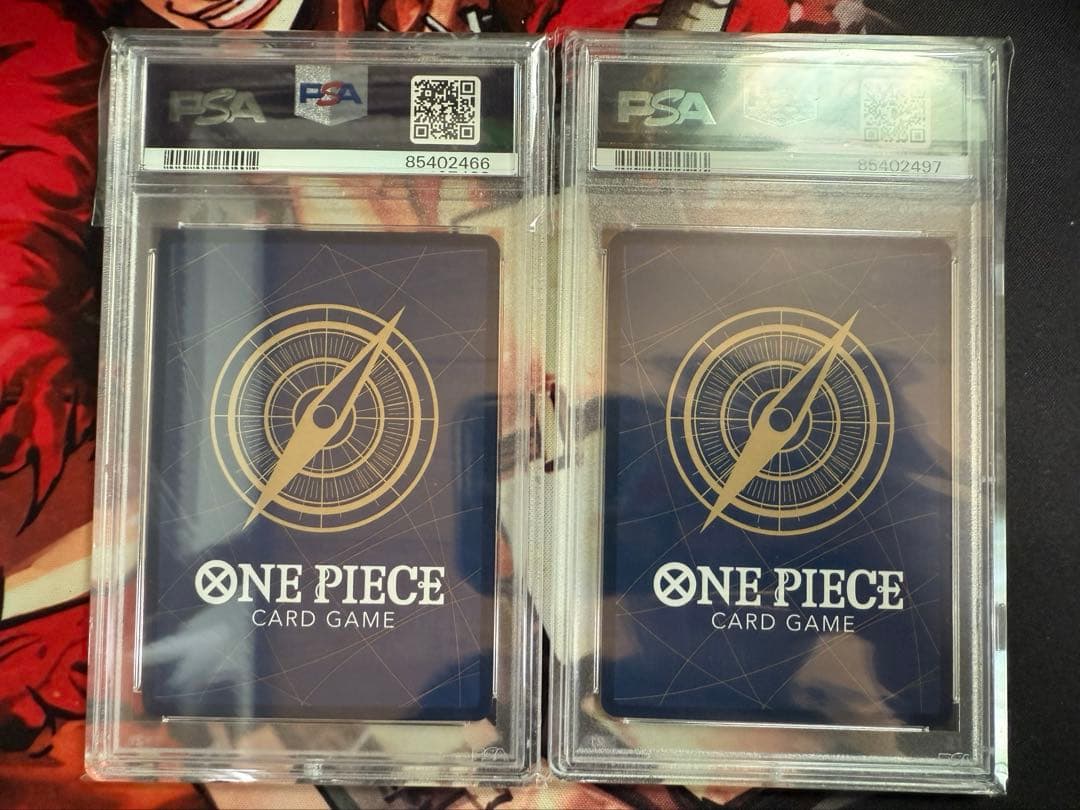 PSA
PSA
85402466
ONE PIECE
CARD GAME
PSA
85402497
ONE PIECE
CARD GAME